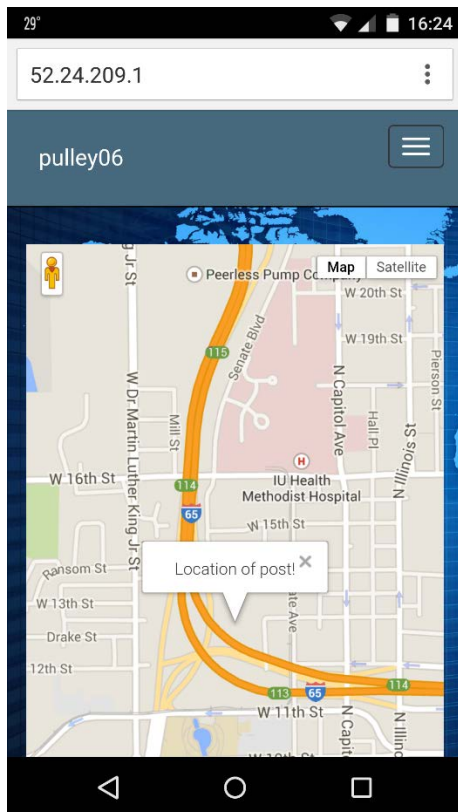 29°
16:24
52.24.209.1
pulley06
Map
Satellite
Peerless Pump Company
W 20th St
W 19th St
Pierson St
115
Senate Blvd
W Dr Martin Luther King Jr St
Mill St
N Capitol Ave
Hall Pl
N Illinois St
H
IU Health
Methodist Hospital
W 16th St
114
65
W 15th St
Location of post! ×
Ransom St
W 13th St
Drake St
12th St
113
65
114
W 11th St